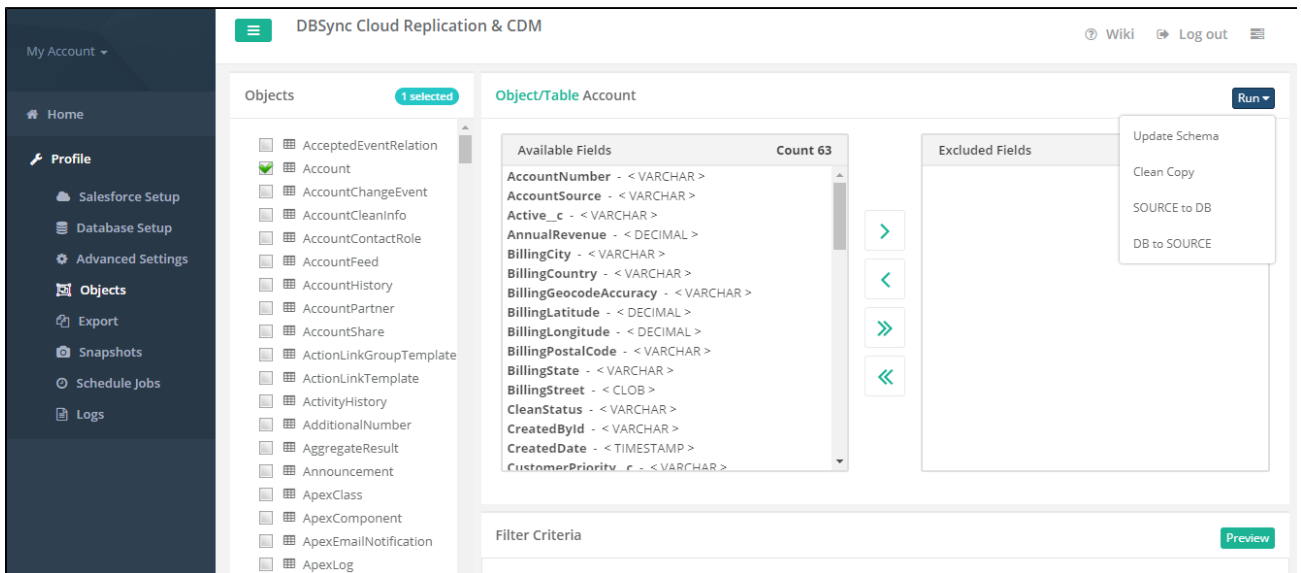 DBSync Cloud Replication & CDM
Wiki
Log out
My Account
Home
Profile
Salesforce Setup
Database Setup
Advanced Settings
Objects
Export
Snapshots
Schedule Jobs
Logs
Objects
1 selected
AcceptedEventRelation
Account
AccountChangeEvent
AccountCleanInfo
AccountContactRole
AccountFeed
AccountHistory
AccountPartner
AccountShare
ActionLinkGroupTemplate
ActionLinkTemplate
ActivityHistory
AdditionalNumber
AggregateResult
Announcement
ApexClass
ApexComponent
ApexEmailNotification
ApexLog
Object/Table Account
Run
Update Schema
Clean Copy
SOURCE to DB
DB to SOURCE
Available Fields Count 63
AccountNumber - < VARCHAR >
AccountSource - < VARCHAR >
Active__c - < VARCHAR >
AnnualRevenue - < DECIMAL >
BillingCity - < VARCHAR >
BillingCountry - < VARCHAR >
BillingGeocodeAccuracy - < VARCHAR >
BillingLatitude - < DECIMAL >
BillingLongitude - < DECIMAL >
BillingPostalCode - < VARCHAR >
BillingState - < VARCHAR >
BillingStreet - < CLOB >
CleanStatus - < VARCHAR >
CreatedById - < VARCHAR >
CreatedDate - < TIMESTAMP >
CustomerPriority__c - < VARCHAR >
Excluded Fields
Filter Criteria
Preview